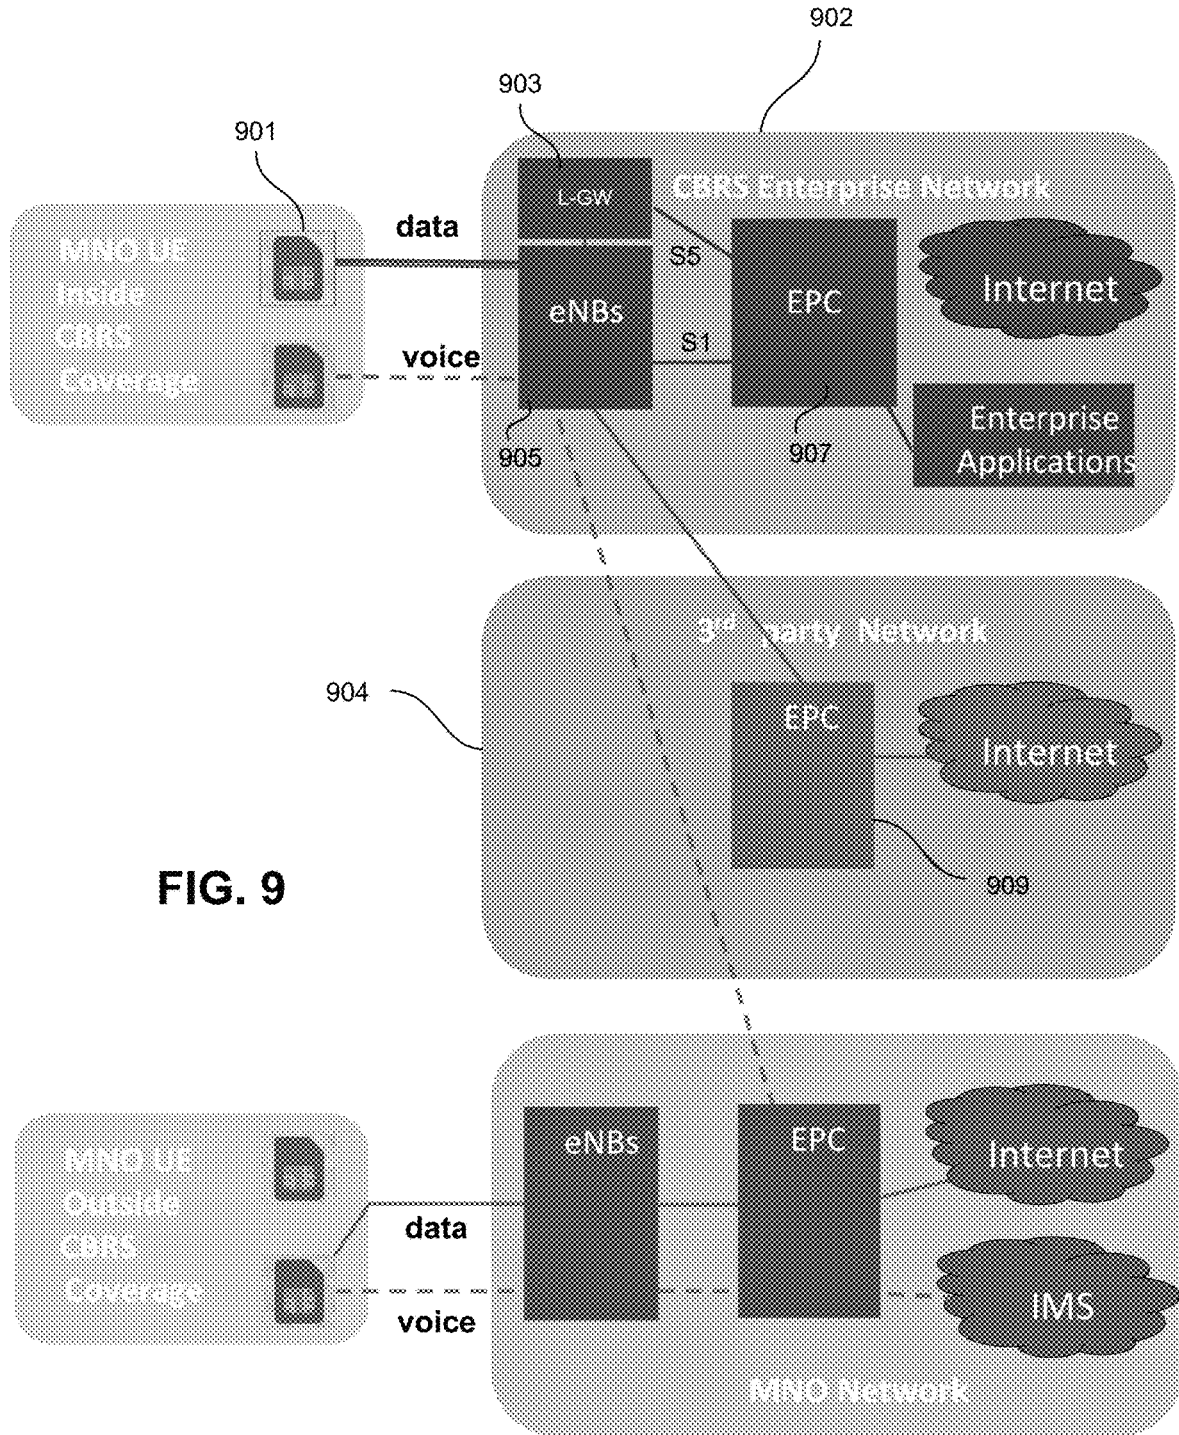 902
903
901
L-GW
CBRS Enterprise Network
data
MNO UE
Inside
CBRS
Coverage
S5
eNBs
EPC
Internet
S1
voice
905
907
Enterprise
Applications
3rd party Network
904
EPC
Internet
FIG. 9
909
MNO UE
Outside
CBRS
Coverage
eNBs
EPC
Internet
data
voice
IMS
MNO Network